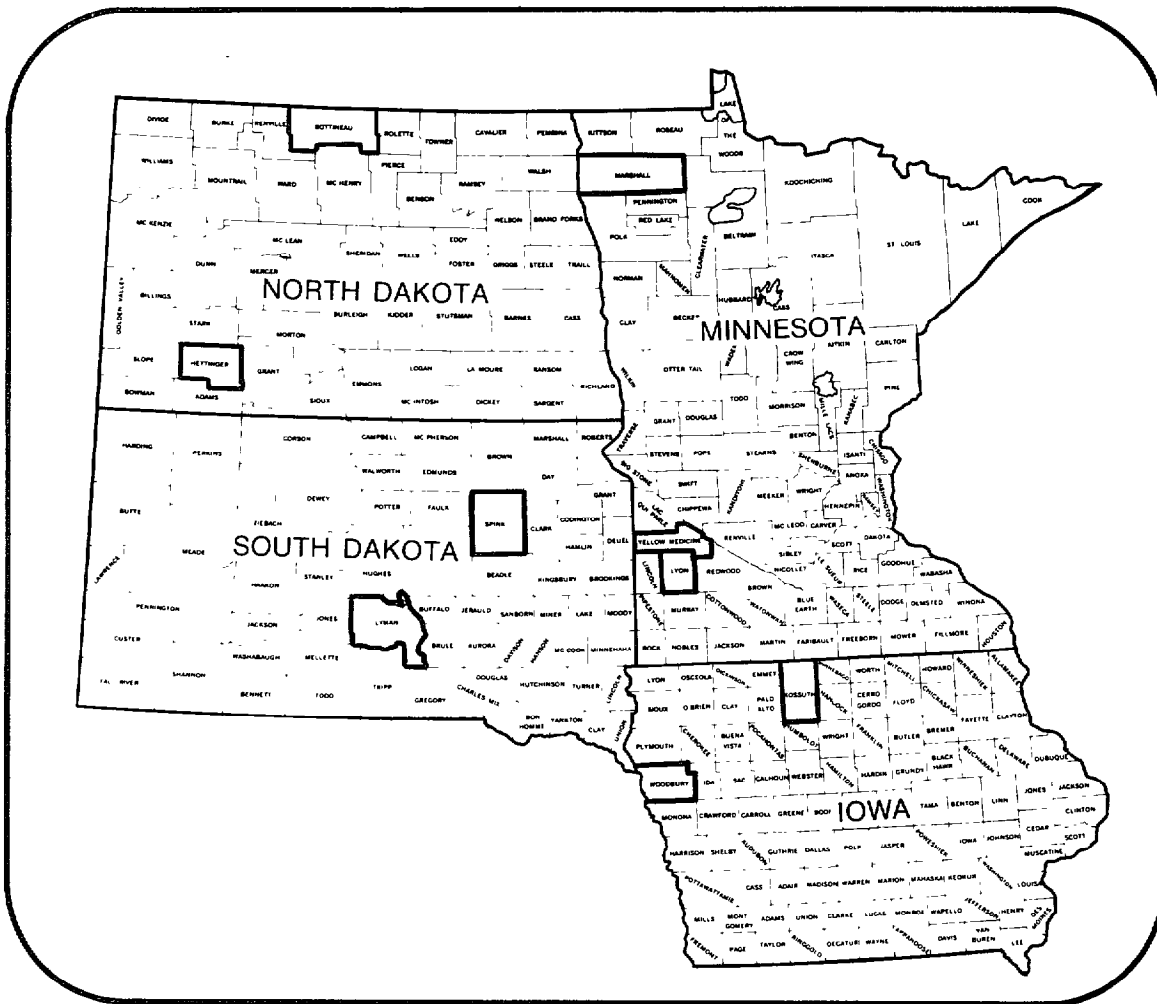 DIVIDE
BURKE
RENVILLE
BOTTINEAU
ROLETTE
TOWNER
CAVALIER
PEMBINA
WILLIAMS
MOUNTRAIL
WARD
MC HENRY
PIERCE
BENSON
RAMSEY
WALSH
NELSON
GRAND FORKS
MC KENZIE
MC LEAN
SHERIDAN
WELLS
EDDY
FOSTER
GRIGGS
STEELE
TRAILL
DUNN
MERCER
NORTH DAKOTA
GOLDEN VALLEY
BILLINGS
BURLEIGH
KIDDER
STUTSMAN
BARNES
CASS
STARK
MORTON
SLOPE
HETTINGER
GRANT
LOGAN
LA MOURE
RANSOM
RICHLAND
BOWMAN
ADAMS
SIOUX
EMMONS
MC INTOSH
DICKEY
SARGENT
KITTSON
ROSEAU
LAKE
OF
THE
WOODS
MARSHALL
KOOCHICHING
COOK
LAKE
ST LOUIS
PENNINGTON
RED LAKE
POLK
BELTRAMI
CLEARWATER
ITASCA
NORMAN
MAHNOMEN
HUBBARD
CASS
CLAY
BECKER
MINNESOTA
WADENA
CROW
WING
AITKIN
CARLTON
WILKIN
OTTER TAIL
PINE
TODD
MORRISON
MILLE LACS
KANABEC
GRANT
DOUGLAS
TRAVERSE
STEVENS
POPE
STEARNS
BENTON
SHERBURNE
ISANTI
CHISAGO
ANOKA
WASHINGTON
BIG STONE
SWIFT
KANDIYOHI
MEEKER
WRIGHT
HENNEPIN
RAMSEY
LAC
QUI PARLE
CHIPPEWA
MC LEOD
CARVER
SCOTT
DAKOTA
YELLOW MEDICINE
RENVILLE
SIBLEY
LE SUEUR
RICE
GOODHUE
WABASHA
LINCOLN
LYON
REDWOOD
NICOLLET
BROWN
PIPESTONE
MURRAY
COTTONWOOD
WATONWAN
BLUE
EARTH
WASECA
STEELE
DODGE
OLMSTED
WINONA
ROCK
NOBLES
JACKSON
MARTIN
FARIBAULT
FREEBORN
MOWER
FILLMORE
HOUSTON
HARDING
PERKINS
CORSON
CAMPBELL
MC PHERSON
BROWN
MARSHALL
ROBERTS
WALWORTH
EDMUNDS
DAY
DEWEY
POTTER
FAULK
SPINK
CLARK
CODINGTON
GRANT
BUTTE
ZIEBACH
HAMLIN
DEUEL
MEADE
SOUTH DAKOTA
LAWRENCE
HAAKON
STANLEY
HUGHES
BEADLE
KINGSBURY
BROOKINGS
PENNINGTON
JACKSON
JONES
LYMAN
BUFFALO
JERAULD
SANBORN
MINER
LAKE
MOODY
CUSTER
WASHABAUGH
MELLETTE
BRULE
AURORA
DAVISON
HANSON
MC COOK
MINNEHAHA
FALL RIVER
SHANNON
BENNETT
TODD
TRIPP
GREGORY
CHARLES MIX
DOUGLAS
HUTCHINSON
TURNER
LINCOLN
BON
HOMME
YANKTON
CLAY
UNION
LYON
OSCEOLA
DICKINSON
EMMET
KOSSUTH
WINNEBAGO
WORTH
MITCHELL
HOWARD
WINNESHIEK
ALLAMAKEE
SIOUX
O BRIEN
CLAY
PALO
ALTO
HANCOCK
CERRO
GORDO
FLOYD
CHICKASAW
PLYMOUTH
CHEROKEE
BUENA
VISTA
POCAHONTAS
HUMBOLDT
WRIGHT
FRANKLIN
BUTLER
BREMER
FAYETTE
CLAYTON
WOODBURY
IDA
SAC
CALHOUN
WEBSTER
HAMILTON
HARDIN
GRUNDY
BLACK
HAWK
BUCHANAN
DELAWARE
DUBUQUE
MONONA
CRAWFORD
CARROLL
GREENE
IOWA
TAMA
BENTON
LINN
JONES
JACKSON
CLINTON
HARRISON
SHELBY
AUDUBON
GUTHRIE
DALLAS
POLK
JASPER
POWESHIEK
IOWA
JOHNSON
CEDAR
SCOTT
MUSCATINE
POTTAWATTAMIE
CASS
ADAIR
MADISON
WARREN
MARION
MAHASKA
KEOKUK
WASHINGTON
LOUISA
MILLS
MONT
GOMERY
ADAMS
UNION
CLARKE
LUCAS
MONROE
WAPELLO
JEFFERSON
HENRY
DES
MOINES
FREMONT
PAGE
TAYLOR
RINGGOLD
DECATUR
WAYNE
APPANOOSE
DAVIS
VAN
BUREN
LEE